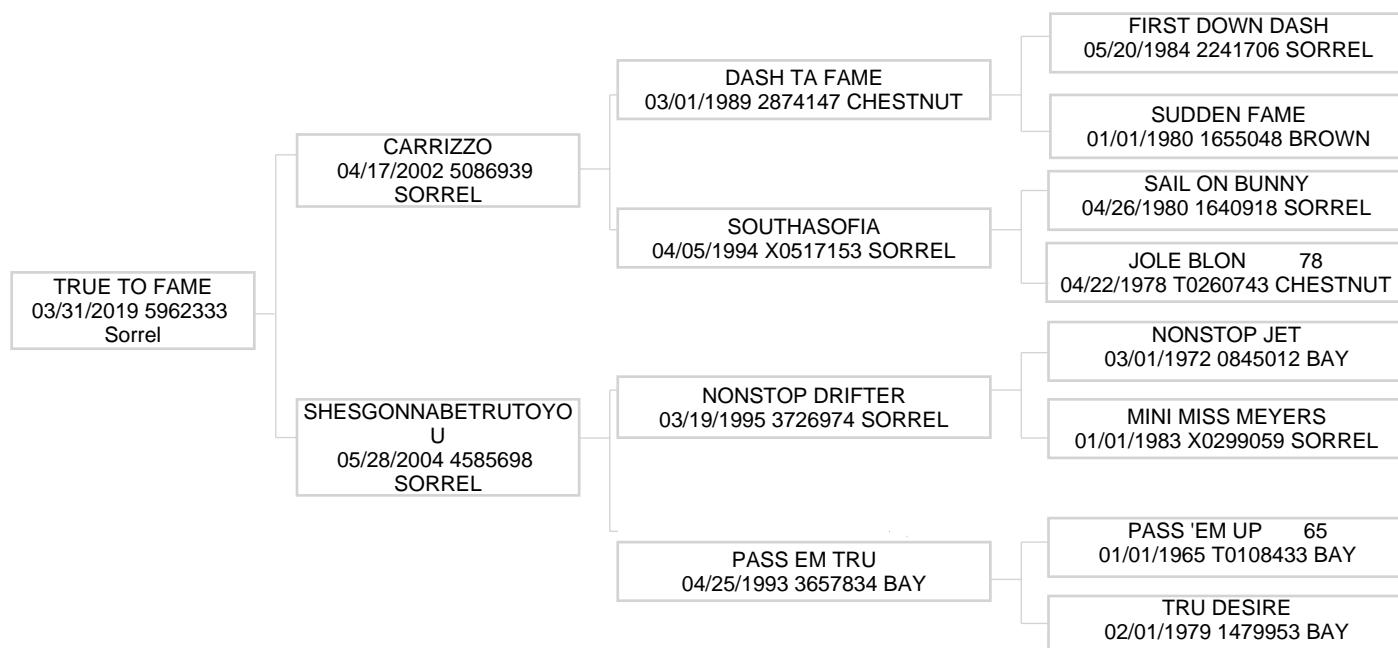 TRUE TO FAME
03/31/2019 5962333
Sorrel
CARRIZZO
04/17/2002 5086939
SORREL
SHESGONNABETRUTOYO
U
05/28/2004 4585698
SORREL
DASH TA FAME
03/01/1989 2874147 CHESTNUT
SOUTHASOFIA
04/05/1994 X0517153 SORREL
NONSTOP DRIFTER
03/19/1995 3726974 SORREL
PASS EM TRU
04/25/1993 3657834 BAY
FIRST DOWN DASH
05/20/1984 2241706 SORREL
SUDDEN FAME
01/01/1980 1655048 BROWN
SAIL ON BUNNY
04/26/1980 1640918 SORREL
JOLE BLON 78
04/22/1978 T0260743 CHESTNUT
NONSTOP JET
03/01/1972 0845012 BAY
MINI MISS MEYERS
01/01/1983 X0299059 SORREL
PASS 'EM UP 65
01/01/1965 T0108433 BAY
TRU DESIRE
02/01/1979 1479953 BAY